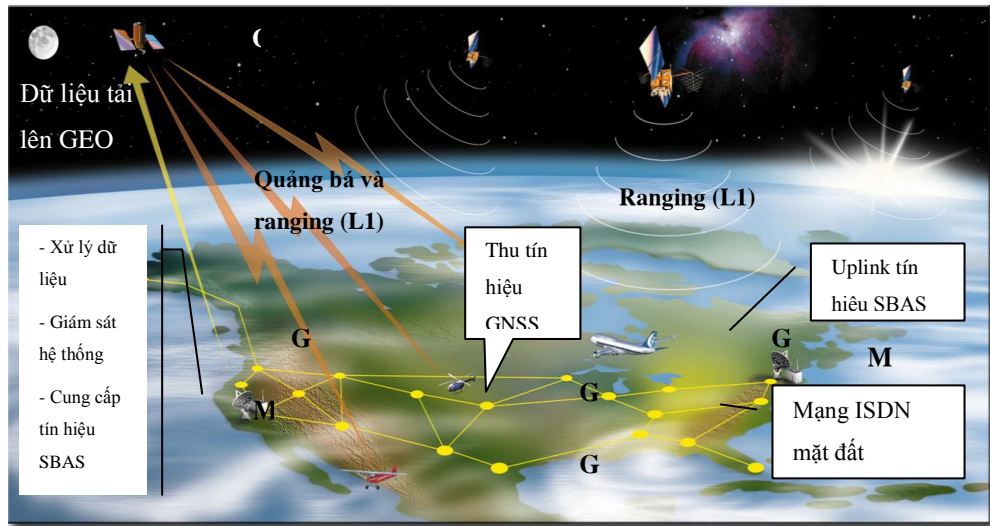 Dữ liệu tải
lên GEO
Quảng bá và
ranging (L1)
Ranging (L1)
- Xử lý dữ
liệu
- Giám sát
hệ thống
- Cung cấp
tín hiệu
SBAS
Thu tín
hiệu
GNSS
Uplink tín
hiêu SBAS
G
G
M
G
M
G
Mạng ISDN
mặt đất